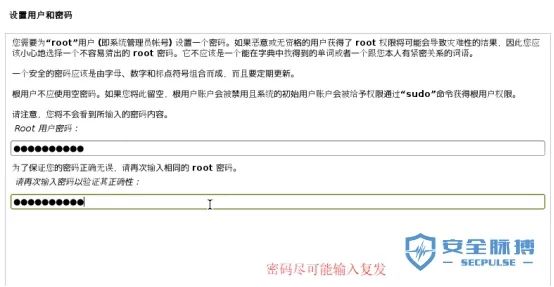 设置用户和密码
您需要为“root”用户 (即系统管理员帐号) 设置一个密码。如果恶意或无资格的用户获得了 root 权限将可能会导致灾难性的结果，因此您应
该小心地选择一个不容易猜出的 root 密码。它不应该是一个能在字典中找到的单词或者一个跟您本人有紧密关系的词语。
一个安全的密码应该是由字母、数字和标点符号组合而成，而且要定期更新。
根用户不应使用空密码。如果您将此留空，根用户账户会被禁用且系统的初始用户账户会被给予权限通过“sudo”命令获得根用户权限。
请注意，您将不会看到所输入的密码内容。
Root 用户密码：
●●●●●●●●●●
为了保证您的密码正确无误，请再次输入相同的 root 密码。
请再次输入密码以验证其正确性：
●●●●●●●●●●
安全脉搏
SECPULSE
密码尽可能输入复发